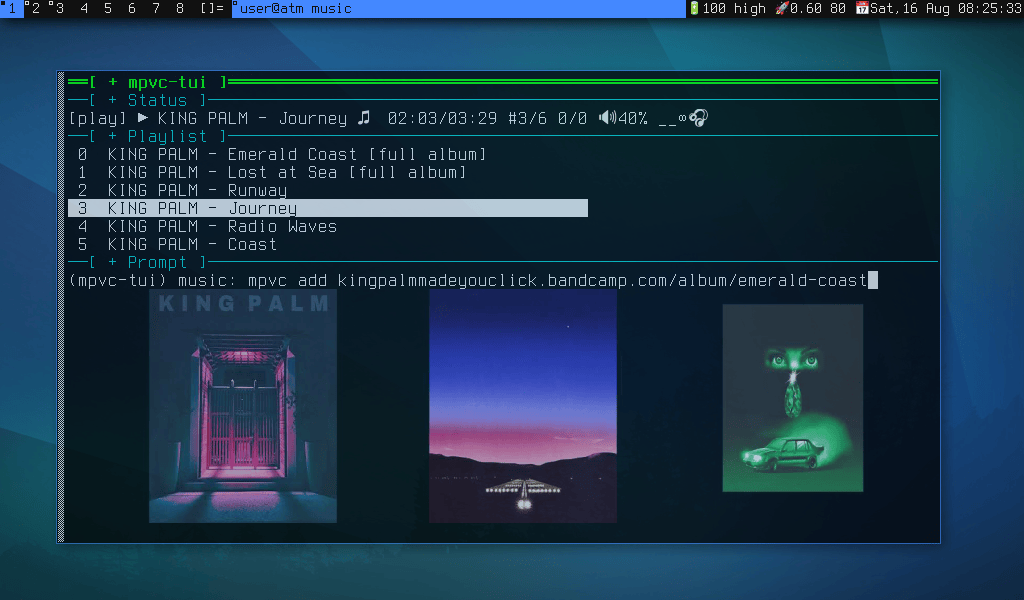 1 2 3 4 5 6 7 8 []= user@atm music 🔋100 high 🚀0.60 80 📅Sat,16 Aug 08:25:33
══[ + mpvc-tui ]══
──[ + Status ]──
[play] ► KING PALM - Journey ♫ 02:03/03:29 #3/6 0/0 🔊40% __∞🎧
──[ + Playlist ]──
0 KING PALM - Emerald Coast [full album]
1 KING PALM - Lost at Sea [full album]
2 KING PALM - Runway
3 KING PALM - Journey
4 KING PALM - Radio Waves
5 KING PALM - Coast
──[ + Prompt ]──
(mpvc-tui) music: mpvc add kingpalmmadeyouclick.bandcamp.com/album/emerald-coast
KING PALM